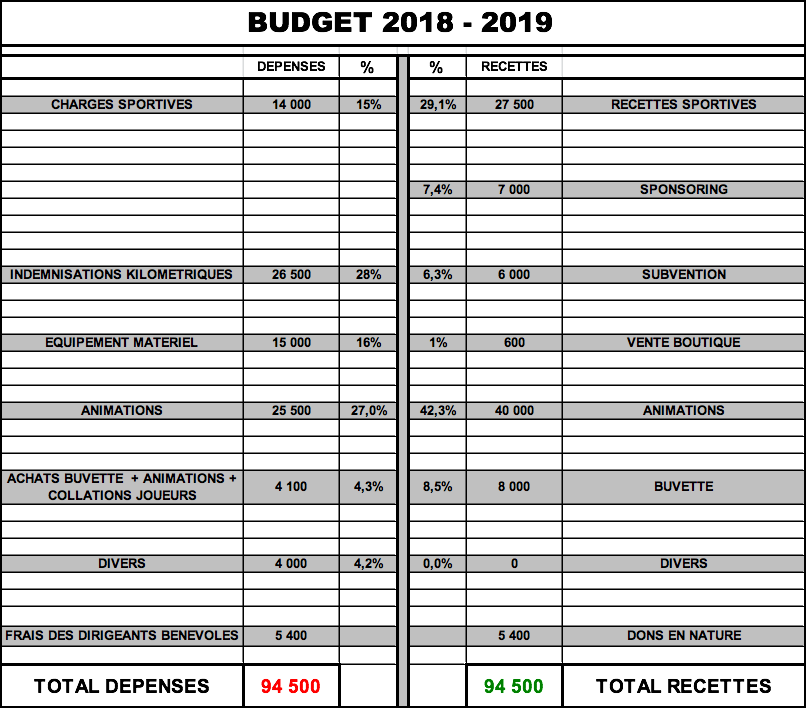 BUDGET 2018 - 2019
DEPENSES % % RECETTES
CHARGES SPORTIVES 14 000 15% 29,1% 27 500 RECETTES SPORTIVES
7,4% 7 000 SPONSORING
INDEMNISATIONS KILOMETRIQUES 26 500 28% 6,3% 6 000 SUBVENTION
EQUIPEMENT MATERIEL 15 000 16% 1% 600 VENTE BOUTIQUE
ANIMATIONS 25 500 27,0% 42,3% 40 000 ANIMATIONS
ACHATS BUVETTE + ANIMATIONS +
COLLATIONS JOUEURS 4 100 4,3% 8,5% 8 000 BUVETTE
DIVERS 4 000 4,2% 0,0% 0 DIVERS
FRAIS DES DIRIGEANTS BENEVOLES 5 400 5 400 DONS EN NATURE
TOTAL DEPENSES 94 500 94 500 TOTAL RECETTES